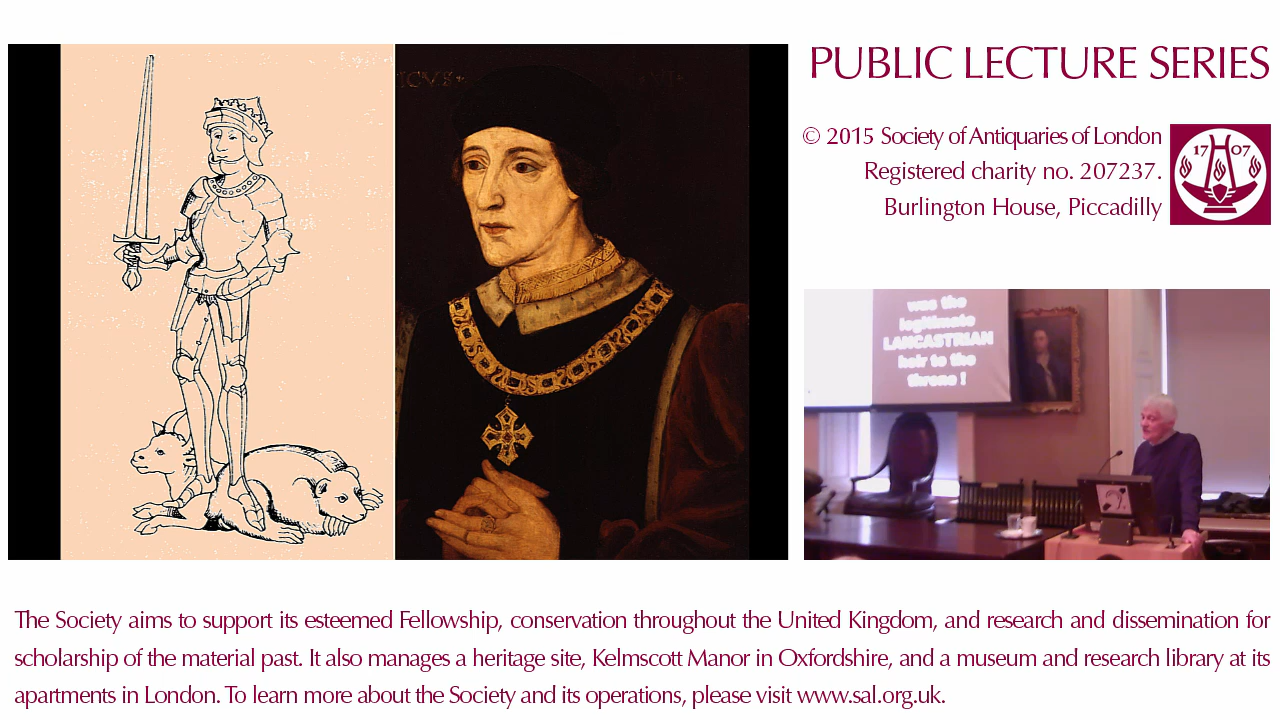 PUBLIC LECTURE SERIES
© 2015 Society of Antiquaries of London
Registered charity no. 207237.
Burlington House, Piccadilly
17 07
was the
legitimate
LANCASTRIAN
heir to the
throne !
The Society aims to support its esteemed Fellowship, conservation throughout the United Kingdom, and research and dissemination for
scholarship of the material past. It also manages a heritage site, Kelmscott Manor in Oxfordshire, and a museum and research library at its
apartments in London. To learn more about the Society and its operations, please visit www.sal.org.uk.